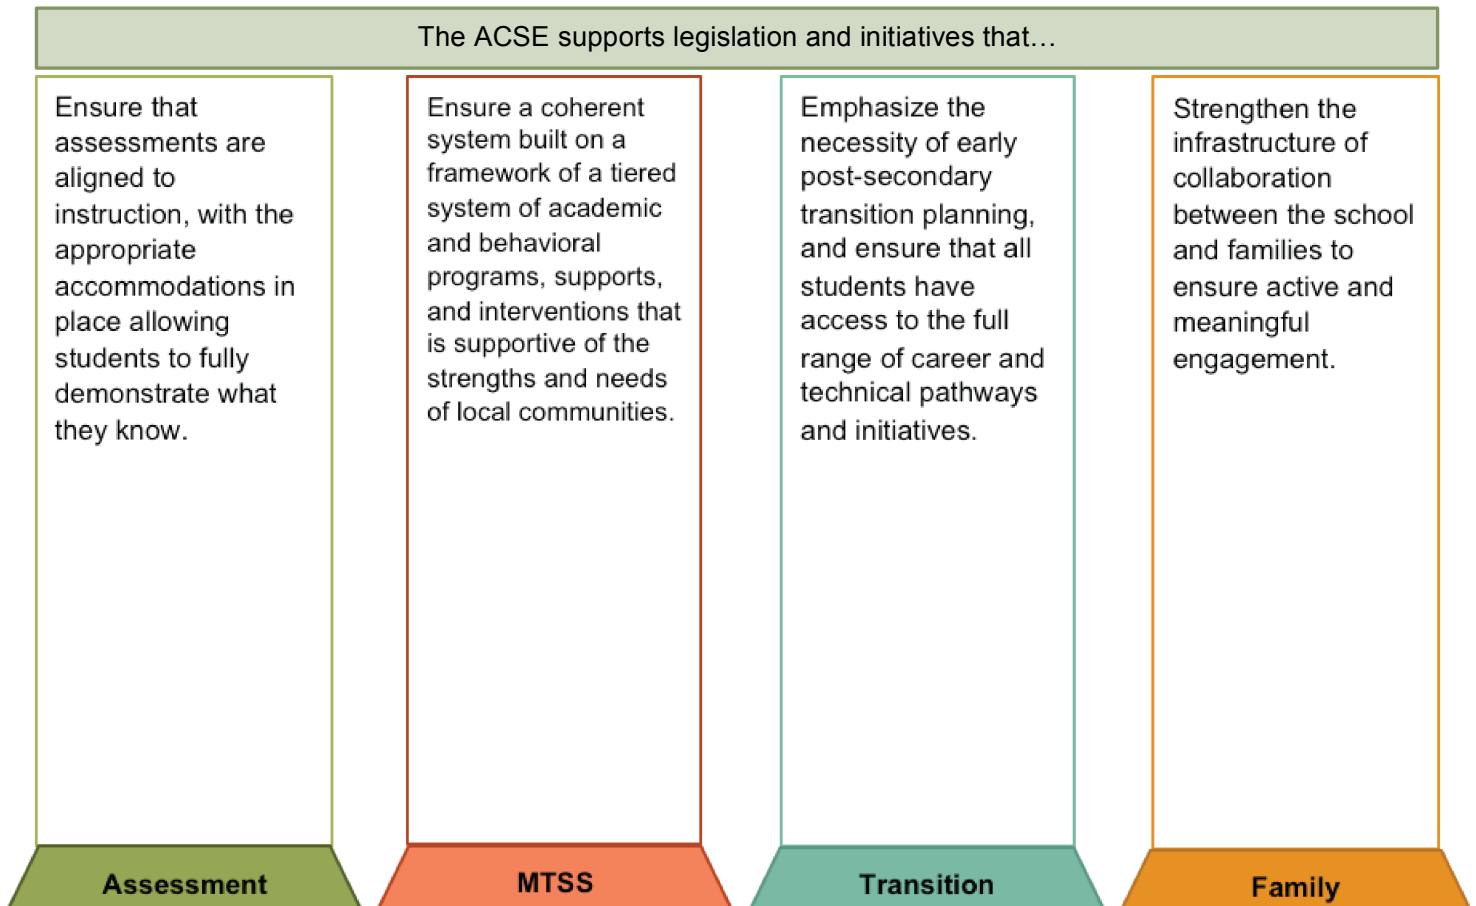 The ACSE supports legislation and initiatives that…
Ensure that
assessments are
aligned to
instruction, with the
appropriate
accommodations in
place allowing
students to fully
demonstrate what
they know.
Assessment
Ensure a coherent
system built on a
framework of a tiered
system of academic
and behavioral
programs, supports,
and interventions that
is supportive of the
strengths and needs
of local communities.
MTSS
Emphasize the
necessity of early
post-secondary
transition planning,
and ensure that all
students have
access to the full
range of career and
technical pathways
and initiatives.
Transition
Strengthen the
infrastructure of
collaboration
between the school
and families to
ensure active and
meaningful
engagement.
Family